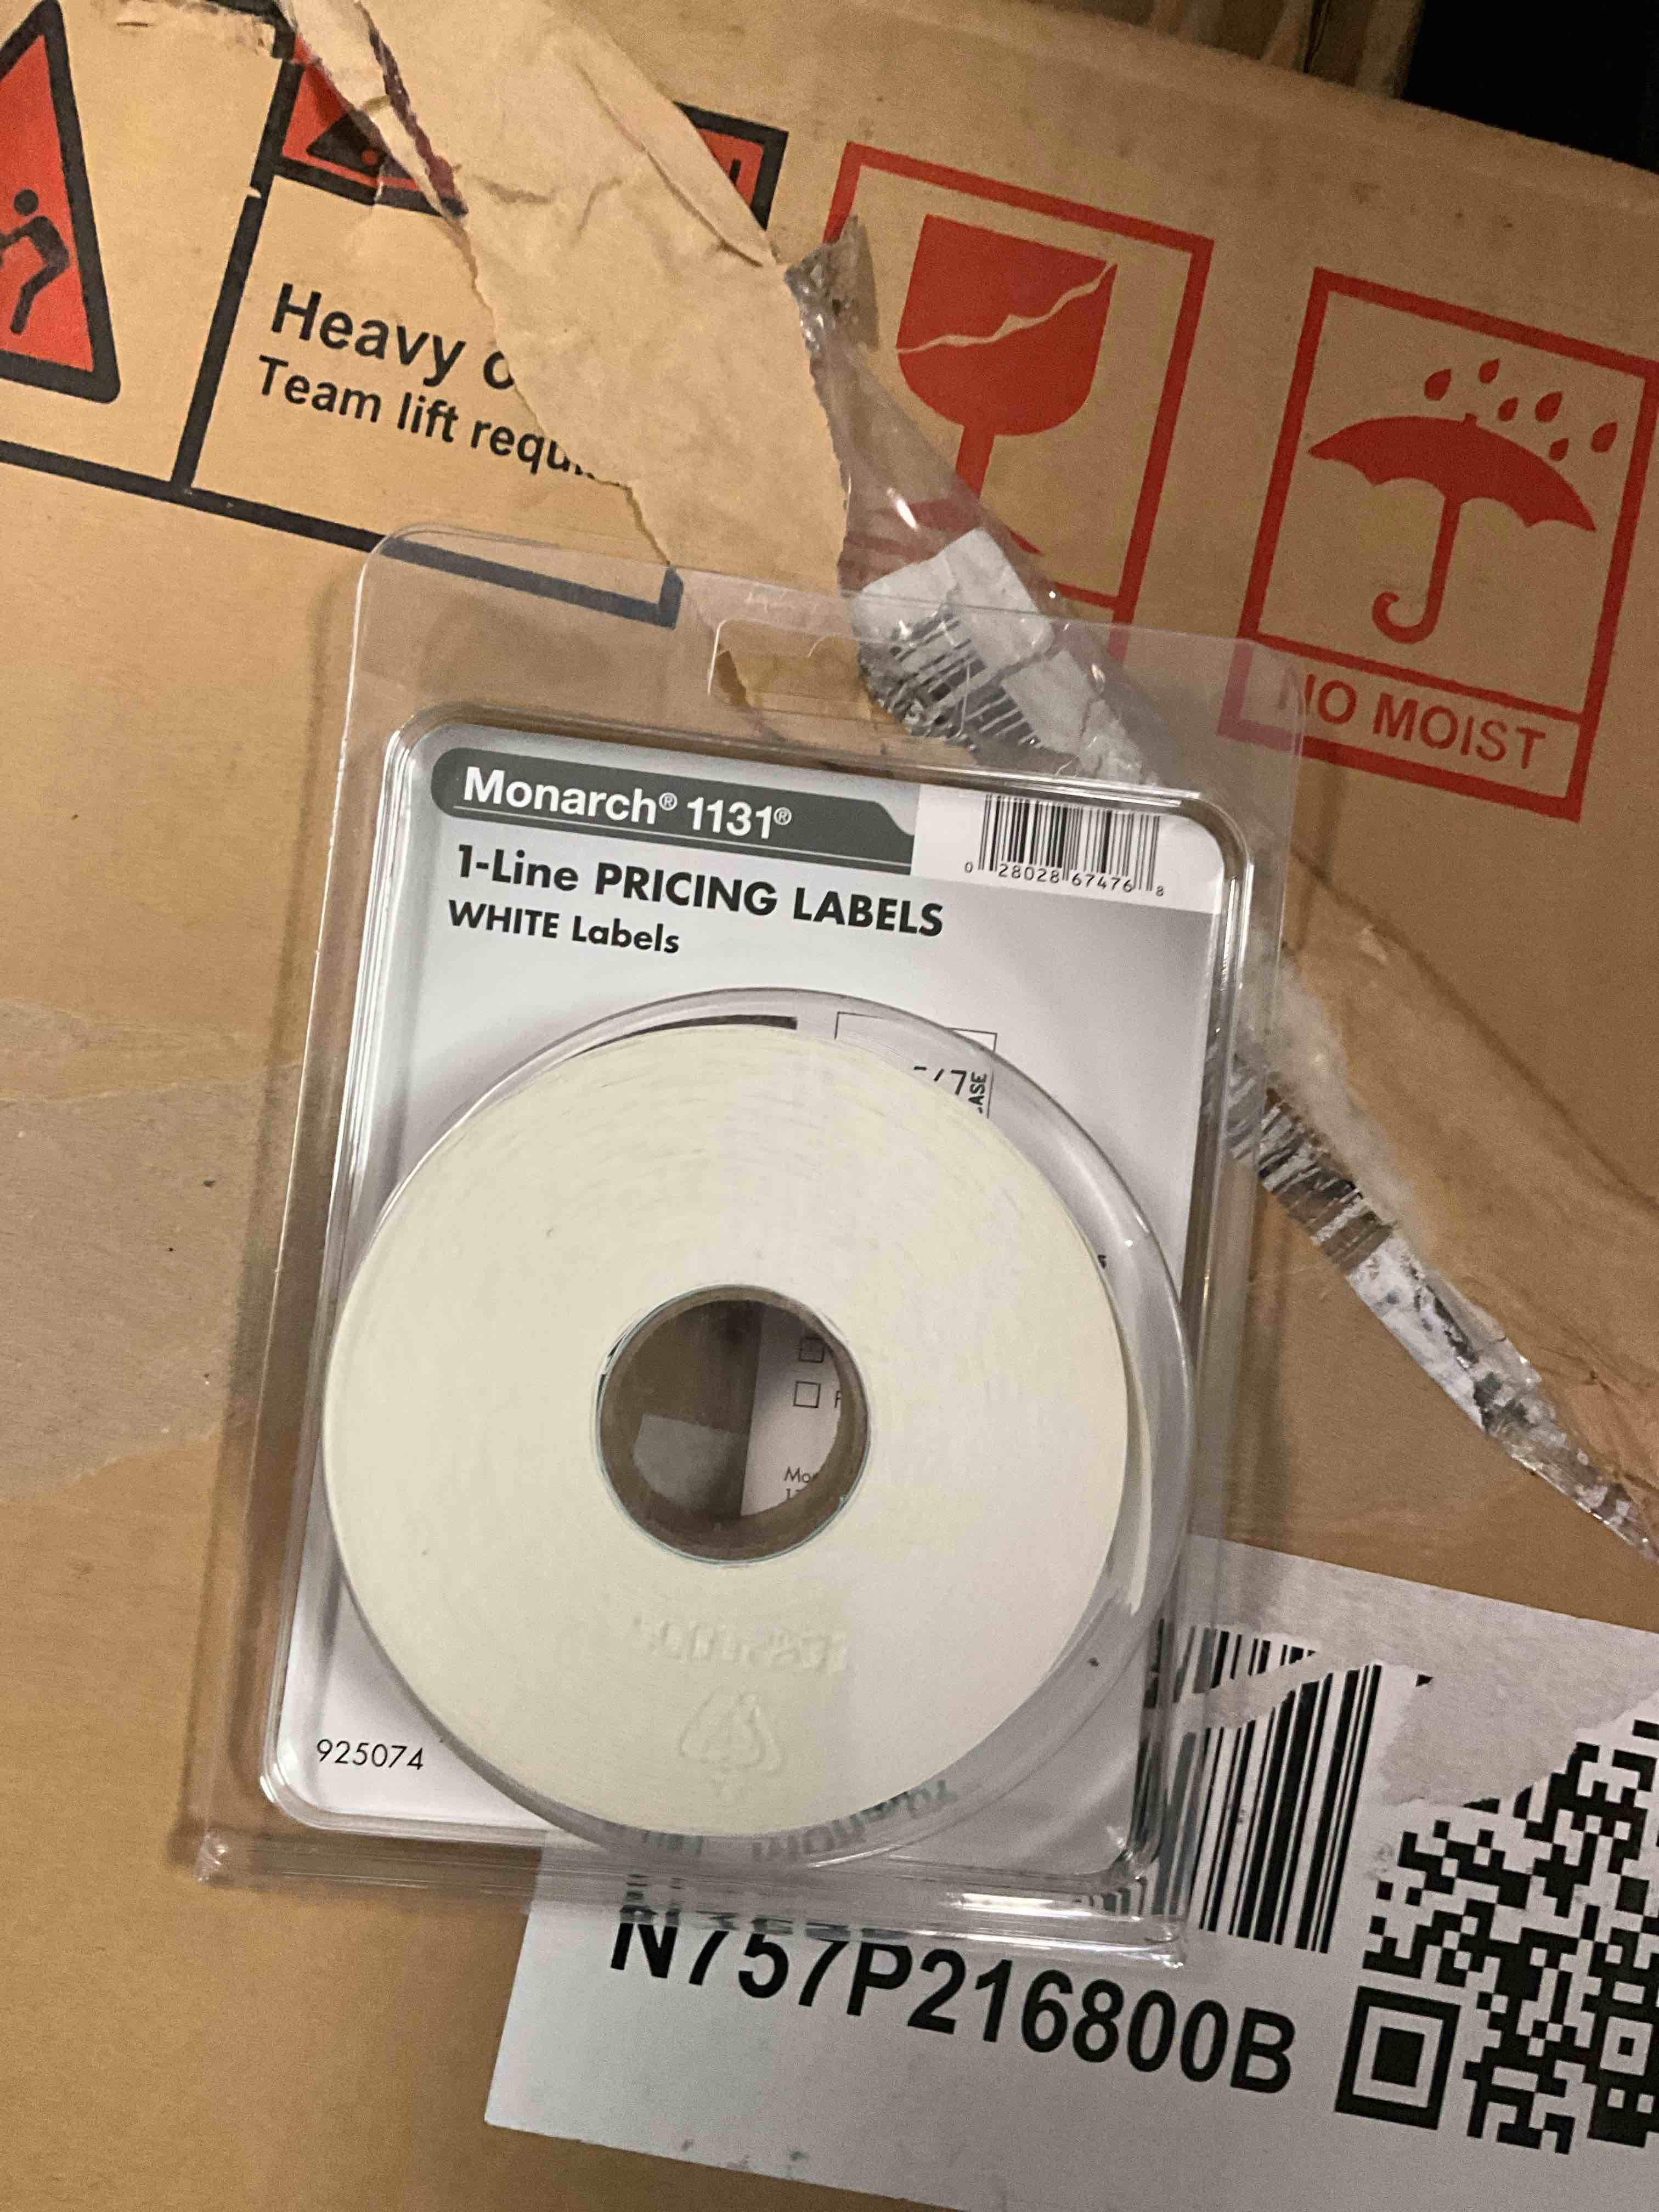 Heavy o
Team lift requ
NO MOIST
Monarch® 1131®
1-Line PRICING LABELS
WHITE Labels
0 28028 67476 8
925074
N757P216800B